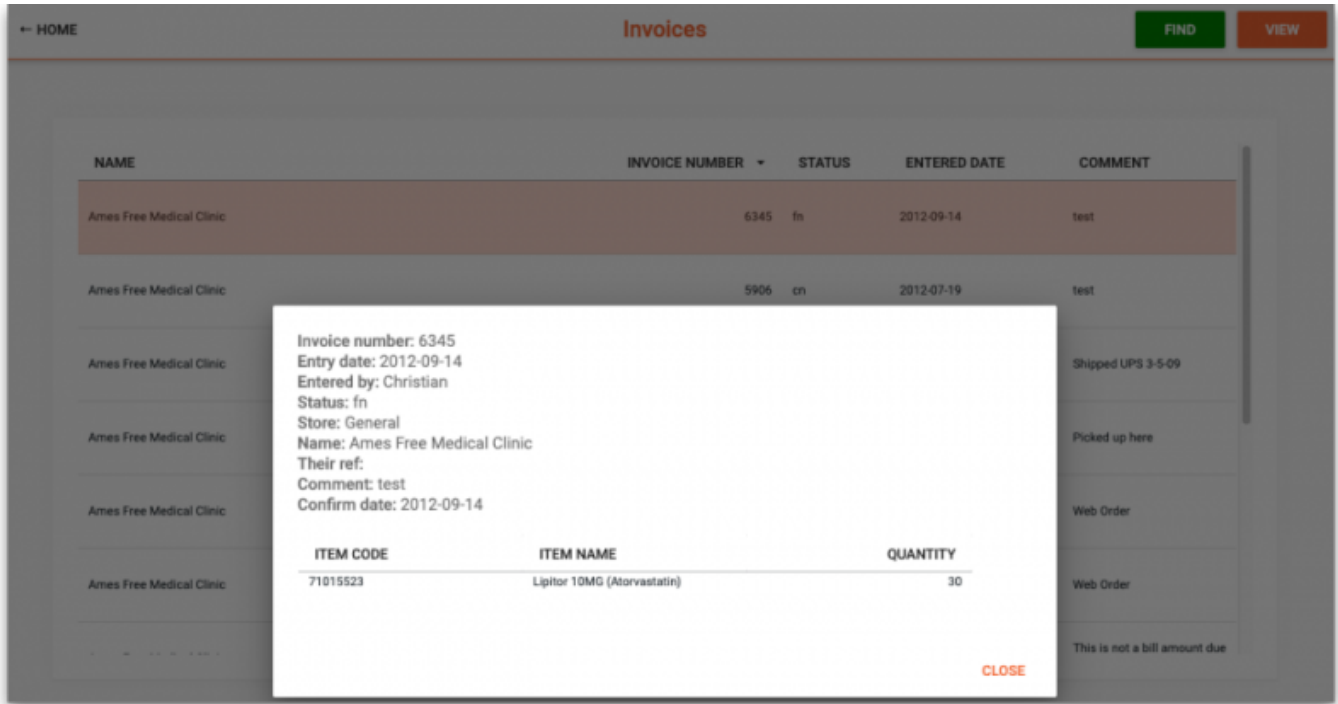 ← HOME Invoices FIND VIEW
NAME INVOICE NUMBER STATUS ENTERED DATE COMMENT
Ames Free Medical Clinic 6345 fn 2012-09-14 test
Ames Free Medical Clinic 5906 cn 2012-07-19 test
Ames Free Medical Clinic Shipped UPS 3-5-09
Ames Free Medical Clinic Picked up here
Ames Free Medical Clinic Web Order
Ames Free Medical Clinic Web Order
This is not a bill amount due
Invoice number: 6345
Entry date: 2012-09-14
Entered by: Christian
Status: fn
Store: General
Name: Ames Free Medical Clinic
Their ref:
Comment: test
Confirm date: 2012-09-14
ITEM CODE ITEM NAME QUANTITY
71015523 Lipitor 10MG (Atorvastatin) 30
CLOSE